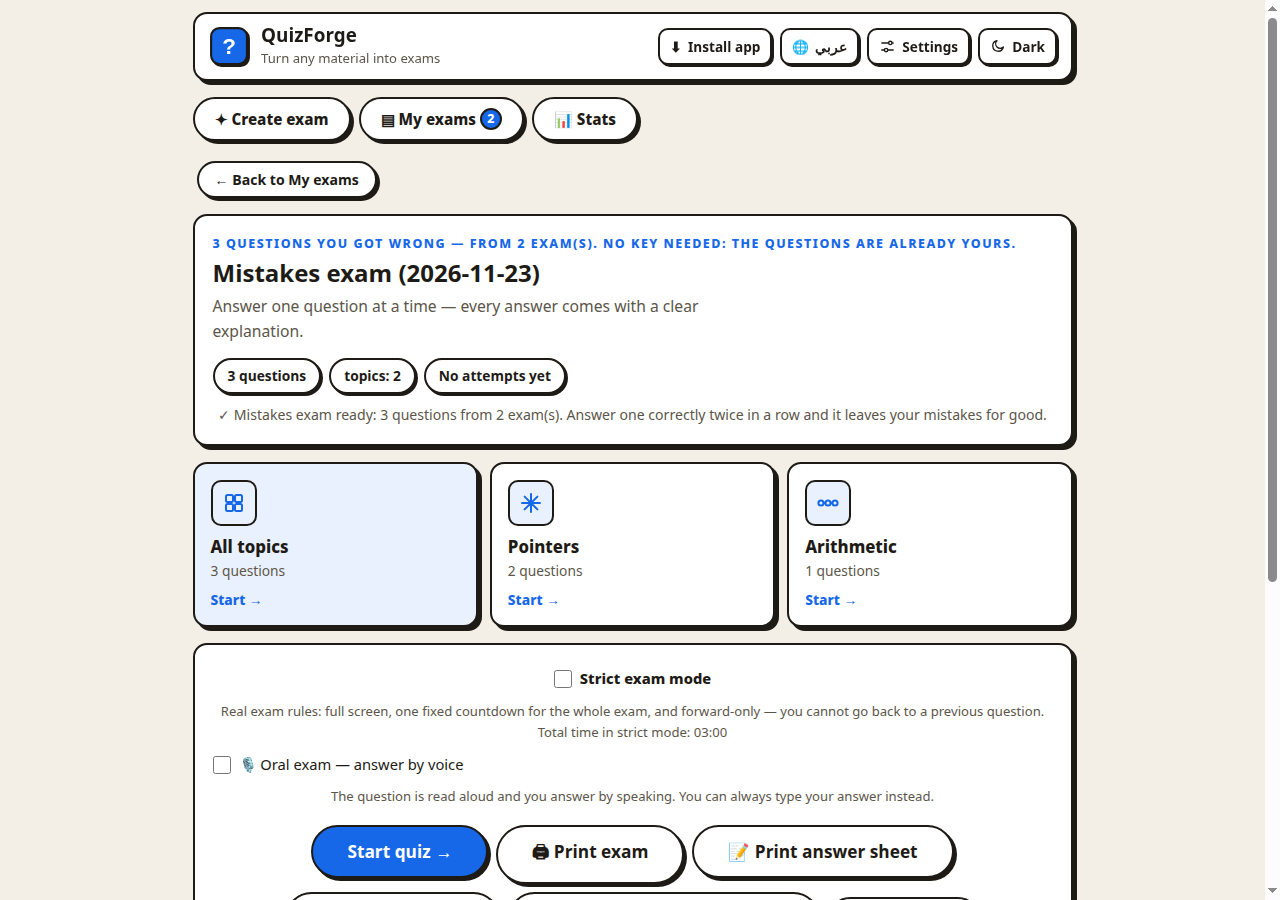 ?
QuizForge
Turn any material into exams
⬇ Install app
🌐 عربي
Settings
Dark
✦ Create exam
▤ My exams 2
📊 Stats
← Back to My exams
3 QUESTIONS YOU GOT WRONG — FROM 2 EXAM(S). NO KEY NEEDED: THE QUESTIONS ARE ALREADY YOURS.
Mistakes exam (2026-11-23)
Answer one question at a time — every answer comes with a clear
explanation.
3 questions
topics: 2
No attempts yet
✓ Mistakes exam ready: 3 questions from 2 exam(s). Answer one correctly twice in a row and it leaves your mistakes for good.
All topics
3 questions
Start →
Pointers
2 questions
Start →
Arithmetic
1 questions
Start →
Strict exam mode
Real exam rules: full screen, one fixed countdown for the whole exam, and forward-only — you cannot go back to a previous question.
Total time in strict mode: 03:00
🎙️ Oral exam — answer by voice
The question is read aloud and you answer by speaking. You can always type your answer instead.
Start quiz →
🖨 Print exam
📝 Print answer sheet